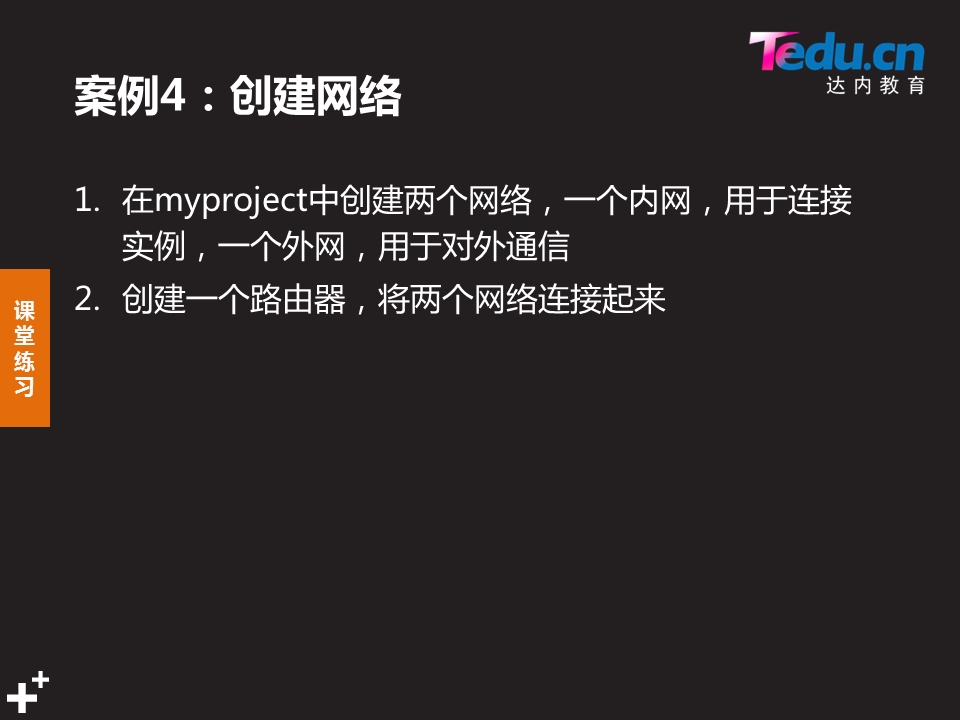 Tedu.cn
达内教育
案例4：创建网络
1. 在myproject中创建两个网络，一个内网，用于连接
实例，一个外网，用于对外通信
2. 创建一个路由器，将两个网络连接起来
课
堂
练
习